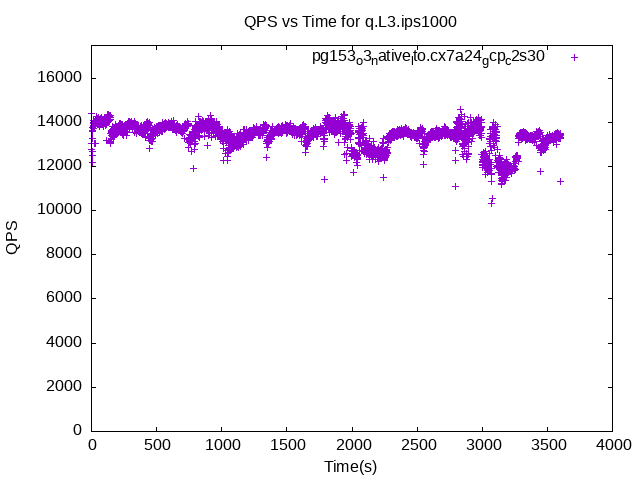 QPS vs Time for q.L3.ips1000
pg153ₒ3ₙativeₗto.cx7a24gcpc2s30
16000
14000
12000
10000
8000
6000
4000
2000
0
QPS
0 500 1000 1500 2000 2500 3000 3500 4000
Time(s)